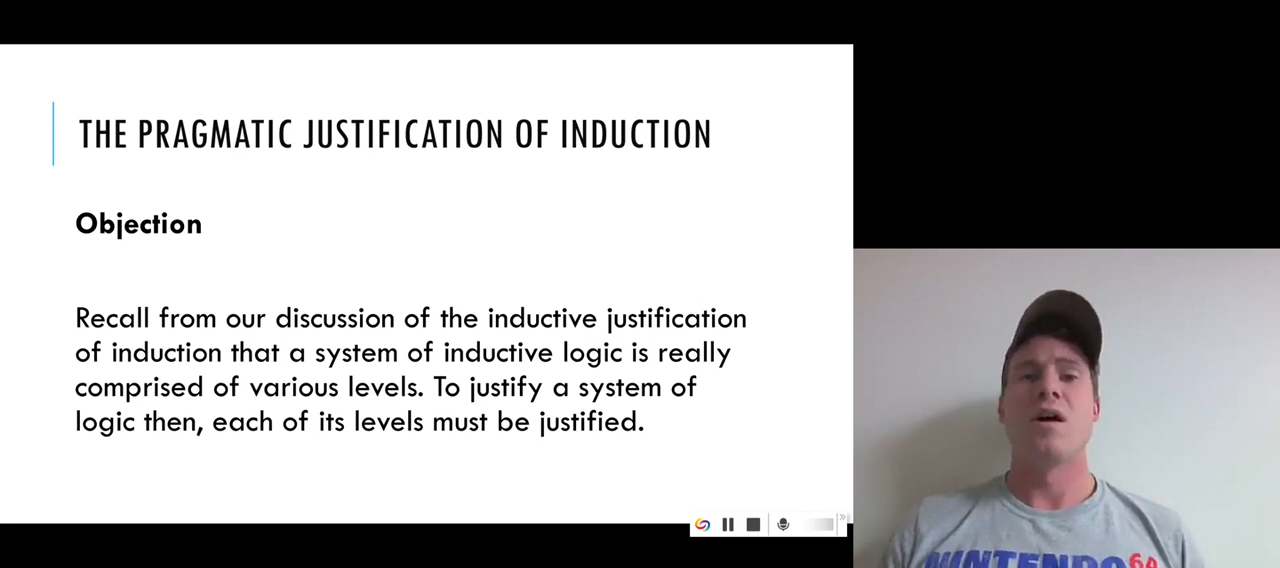 THE PRAGMATIC JUSTIFICATION OF INDUCTION
Objection
Recall from our discussion of the inductive justification
of induction that a system of inductive logic is really
comprised of various levels. To justify a system of
logic then, each of its levels must be justified.
NINTENDO 64